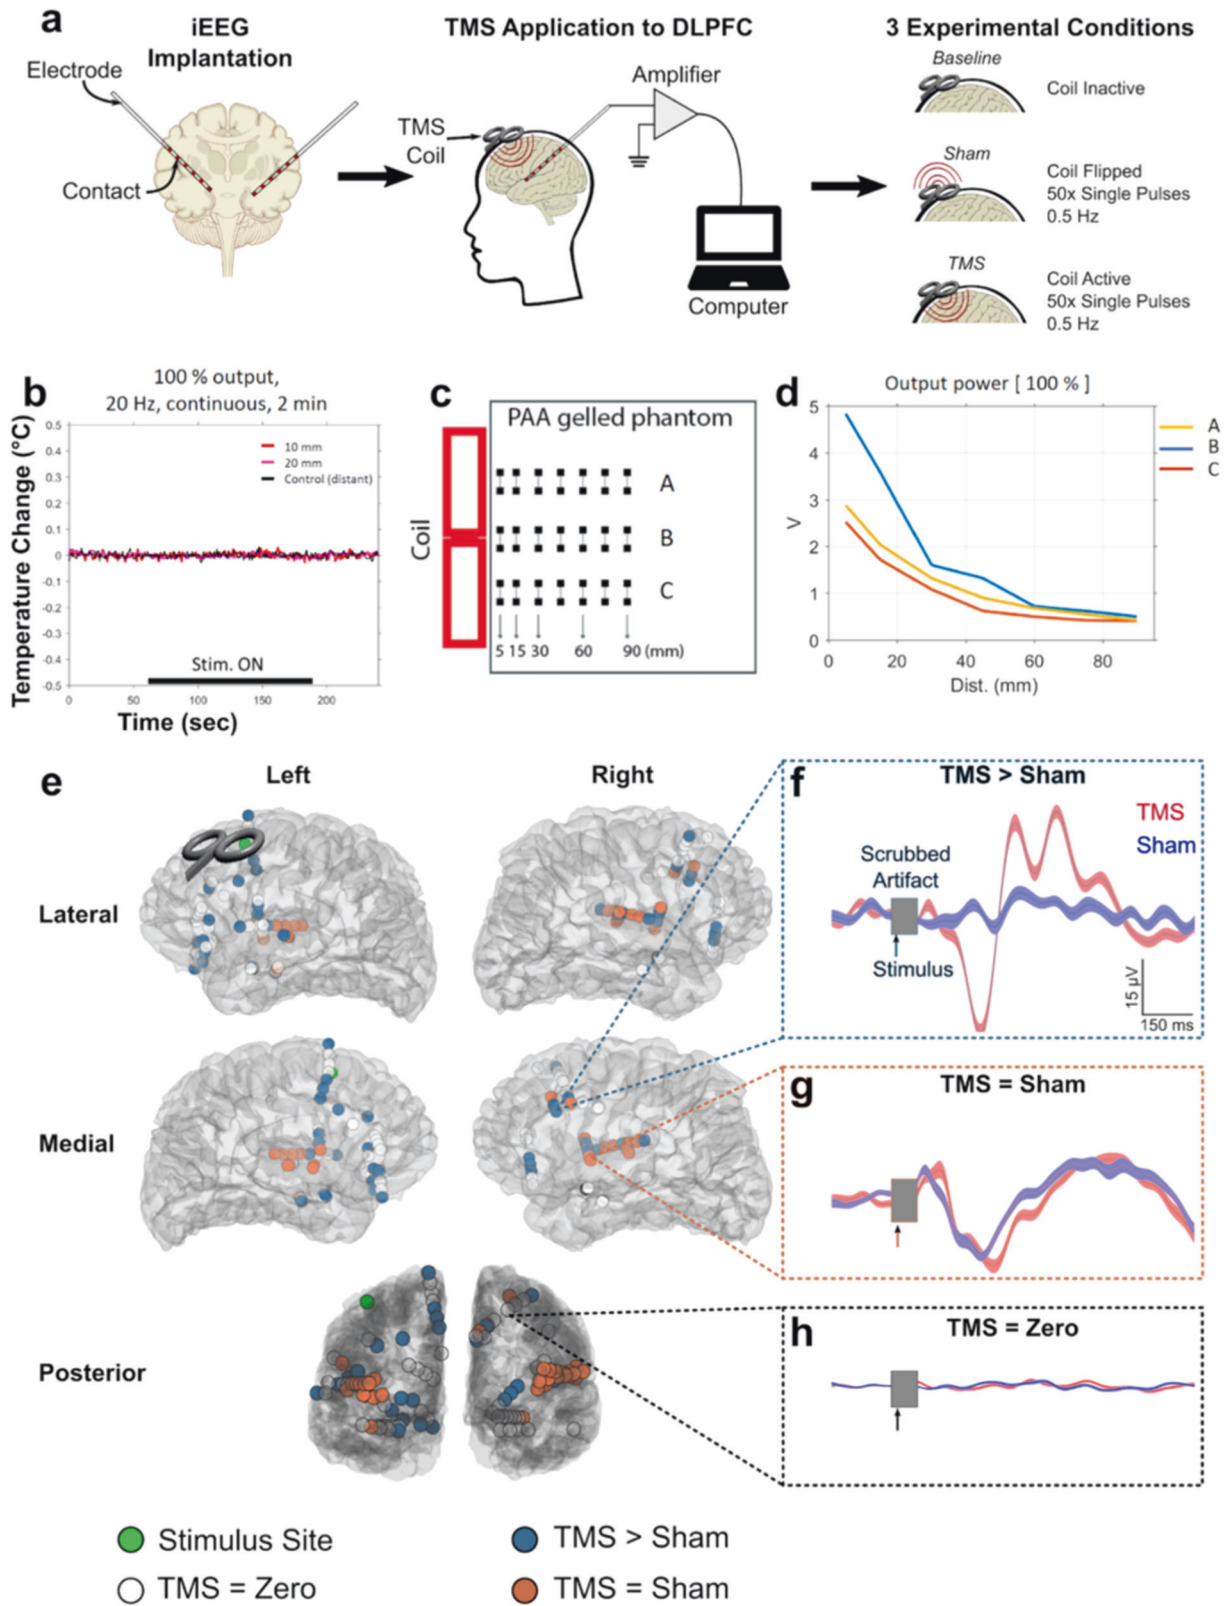 a
iEEG
Implantation
Electrode
Contact
TMS Application to DLPFC
Amplifier
TMS
Coil
Computer
3 Experimental Conditions
Baseline
Coil Inactive
Sham
Coil Flipped
50x Single Pulses
0.5 Hz
TMS
Coil Active
50x Single Pulses
0.5 Hz
b
100 % output,
20 Hz, continuous, 2 min
Temperature Change (°C)
0.5
0.4
0.3
0.2
0.1
0
-0.1
-0.2
-0.3
-0.4
-0.5
10 mm
20 mm
Control (distant)
Stim. ON
0 50 100 150 200
Time (sec)
c
PAA gelled phantom
Coil
A
B
C
5 15 30 60 90 (mm)
d
Output power [ 100 % ]
V
5
4
3
2
1
0
0 20 40 60 80
Dist. (mm)
A
B
C
e
Left Right
Lateral
Medial
Posterior
f
TMS > Sham
TMS
Sham
Scrubbed
Artifact
Stimulus
15 µV
150 ms
g
TMS = Sham
h
TMS = Zero
Stimulus Site
TMS > Sham
TMS = Zero
TMS = Sham